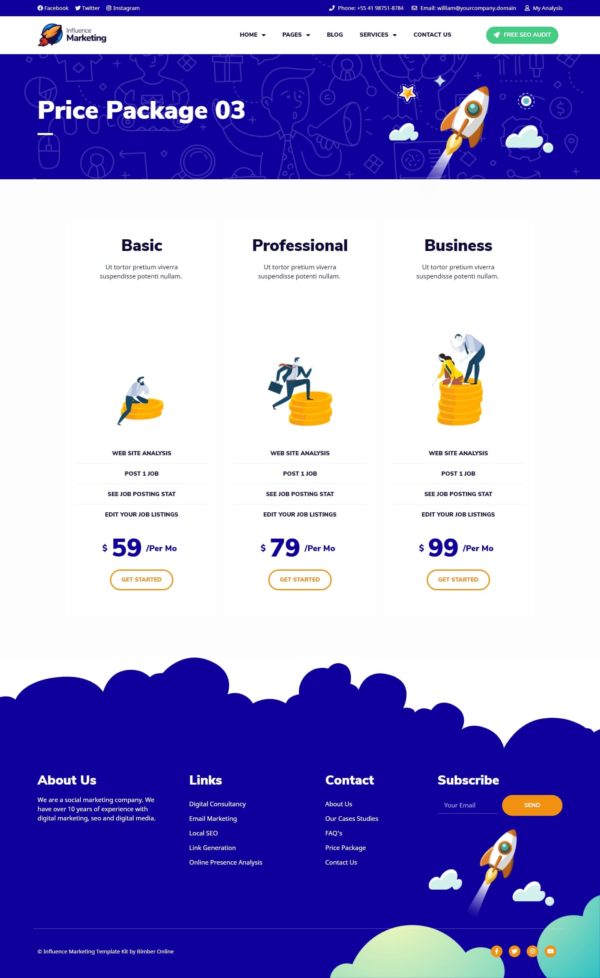 Facebook Twitter Instagram Phone: +55 41 98751-8784 Email: william@yourcompany.domain My Analysis
Influence
Marketing
HOME PAGES BLOG SERVICES CONTACT US FREE SEO AUDIT
Price Package 03
Basic Professional Business
Ut tortor pretium viverra Ut tortor pretium viverra Ut tortor pretium viverra
suspendisse potenti nullam. suspendisse potenti nullam. suspendisse potenti nullam.
WEB SITE ANALYSIS WEB SITE ANALYSIS WEB SITE ANALYSIS
POST 1 JOB POST 1 JOB POST 1 JOB
SEE JOB POSTING STAT SEE JOB POSTING STAT SEE JOB POSTING STAT
EDIT YOUR JOB LISTINGS EDIT YOUR JOB LISTINGS EDIT YOUR JOB LISTINGS
$ 59 /Per Mo $ 79 /Per Mo $ 99 /Per Mo
GET STARTED GET STARTED GET STARTED
About Us Links Contact Subscribe
We are a social marketing company. We
have over 10 years of experience with
digital marketing, seo and digital media.
Digital Consultancy
Email Marketing
Local SEO
Link Generation
Online Presence Analysis
About Us
Our Cases Studies
FAQ's
Price Package
Contact Us
Your Email SEND
© Influence Marketing Template Kit by Bimber Online